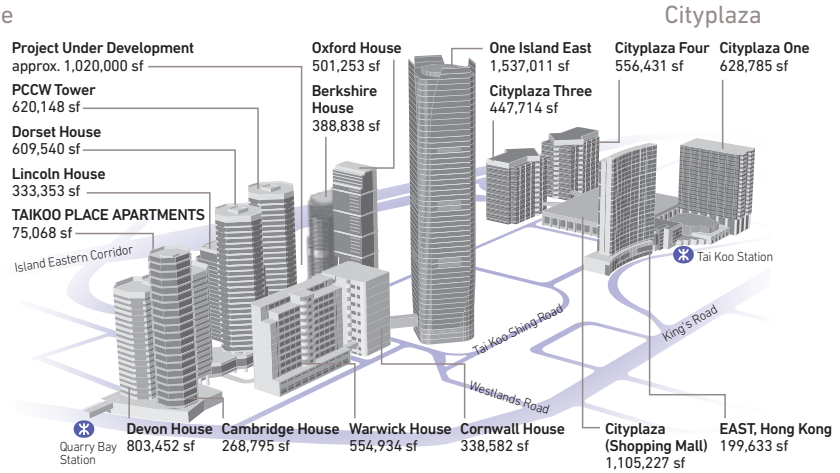 e
Cityplaza
Project Under Development
approx. 1,020,000 sf
PCCW Tower
620,148 sf
Dorset House
609,540 sf
Lincoln House
333,353 sf
TAIKOO PLACE APARTMENTS
75,068 sf
Oxford House
501,253 sf
Berkshire
House
388,838 sf
One Island East
1,537,011 sf
Cityplaza Three
447,714 sf
Cityplaza Four
556,431 sf
Cityplaza One
628,785 sf
Island Eastern Corridor
Tai Koo Station
Tai Koo Shing Road
King's Road
Westlands Road
Quarry Bay
Station
Devon House
803,452 sf
Cambridge House
268,795 sf
Warwick House
554,934 sf
Cornwall House
338,582 sf
Cityplaza
(Shopping Mall)
1,105,227 sf
EAST, Hong Kong
199,633 sf